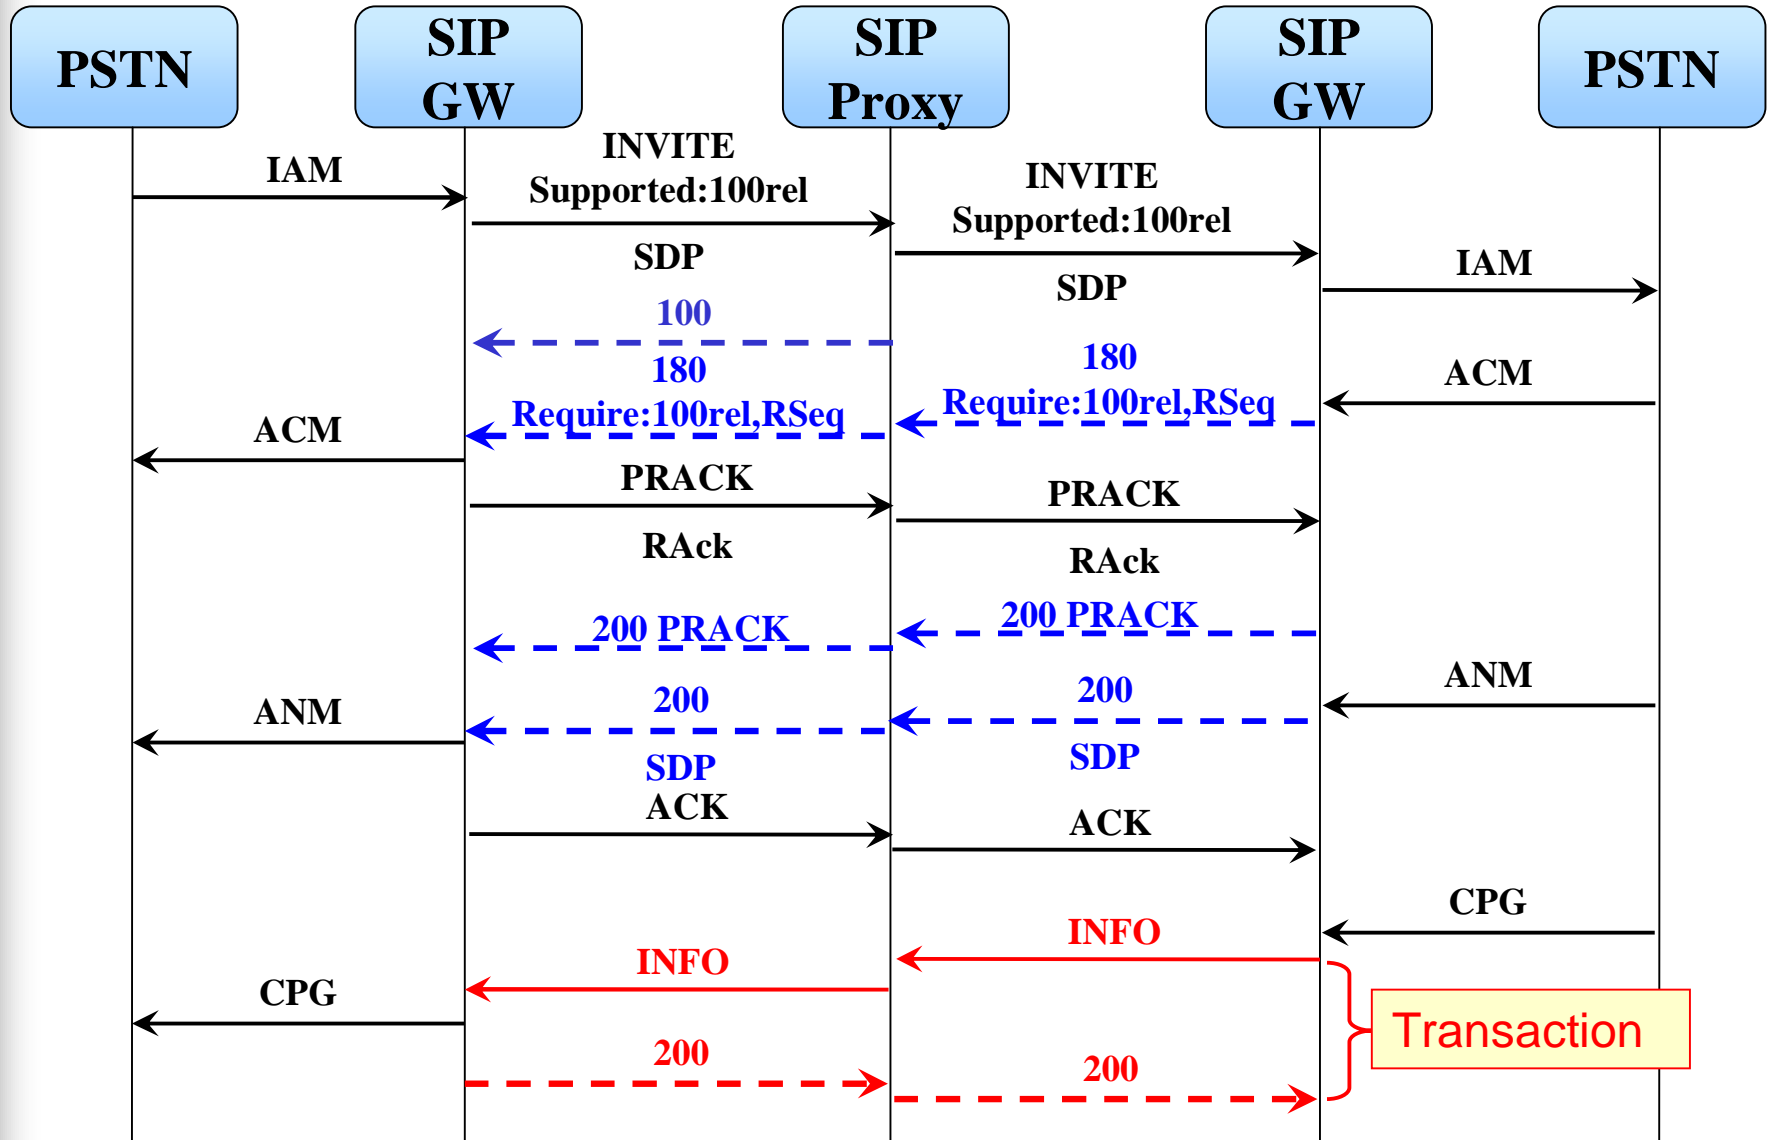 PSTN
SIP
GW
SIP
Proxy
SIP
GW
PSTN
IAM
INVITE
Supported:100rel
SDP
INVITE
Supported:100rel
SDP
IAM
100
180
Require:100rel,RSeq
180
Require:100rel,RSeq
ACM
ACM
PRACK
RAck
PRACK
RAck
200 PRACK
200 PRACK
ANM
200
SDP
200
SDP
ANM
ACK
ACK
CPG
INFO
INFO
CPG
Transaction
200
200